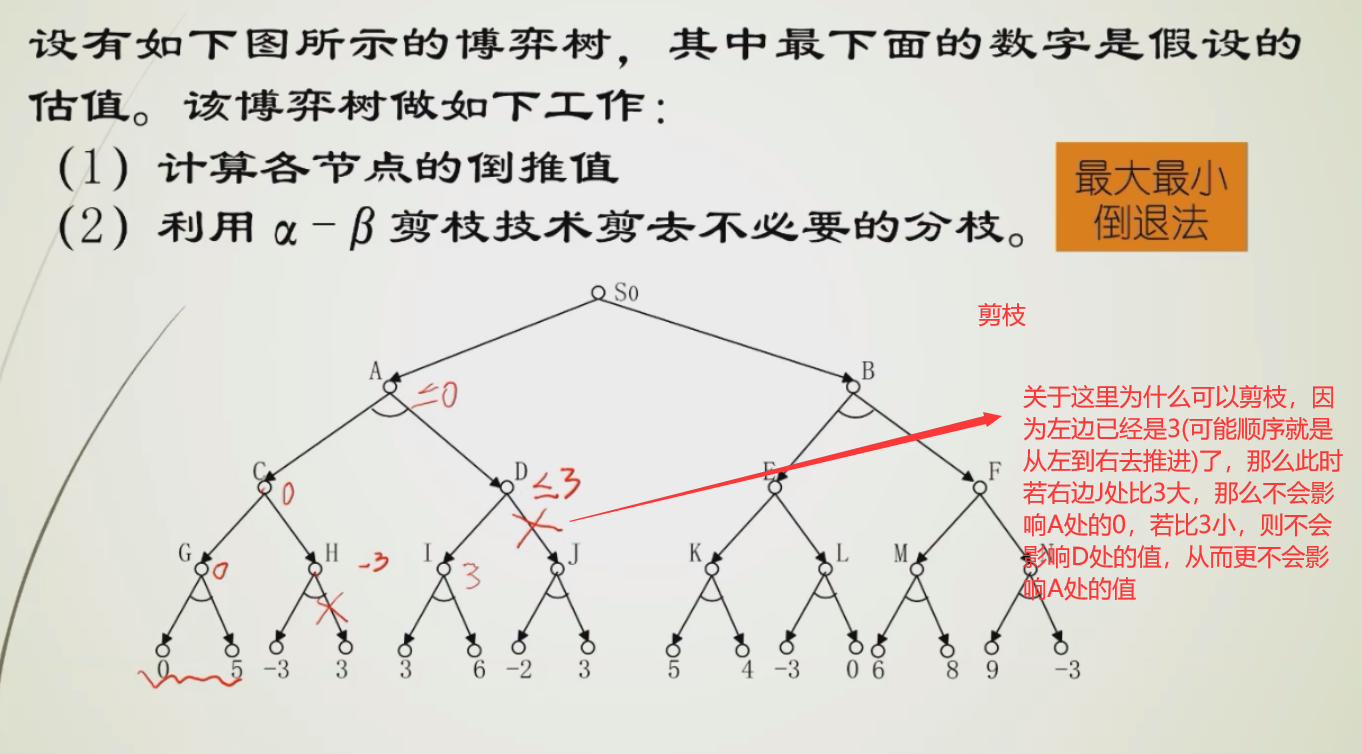 设有如下图所示的博弈树，其中最下面的数字是假设的
估值。该博弈树做如下工作：
（1）计算各节点的倒推值
（2）利用 α－β 剪枝技术剪去不必要的分枝。
最大最小
倒退法
S0
剪枝
A ≤0
B
关于这里为什么可以剪枝，因
为左边已经是3(可能顺序就是
从左到右去推进)了，那么此时
若右边J处比3大，那么不会影
响A处的0，若比3小，则不会
影响D处的值，从而更不会影
响A处的值
C 0 D ≤3 E F
G 0 H -3 I 3 J K L M N
0 5 -3 3 3 6 -2 3 5 4 -3 0 6 8 9 -3